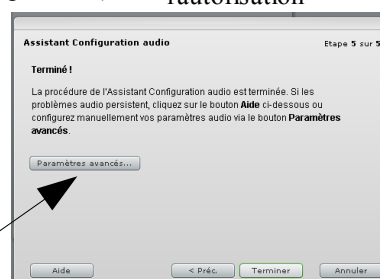 l'autorisation
Assistant Configuration audio
Etape 5 sur 5
Terminé !
La procédure de l'Assistant Configuration audio est terminée. Si les
problèmes audio persistent, cliquez sur le bouton Aide ci-dessous ou
configurez manuellement vos paramètres audio via le bouton Paramètres
avancés.
Paramètres avancés...
Aide
< Préc.
Terminer
Annuler